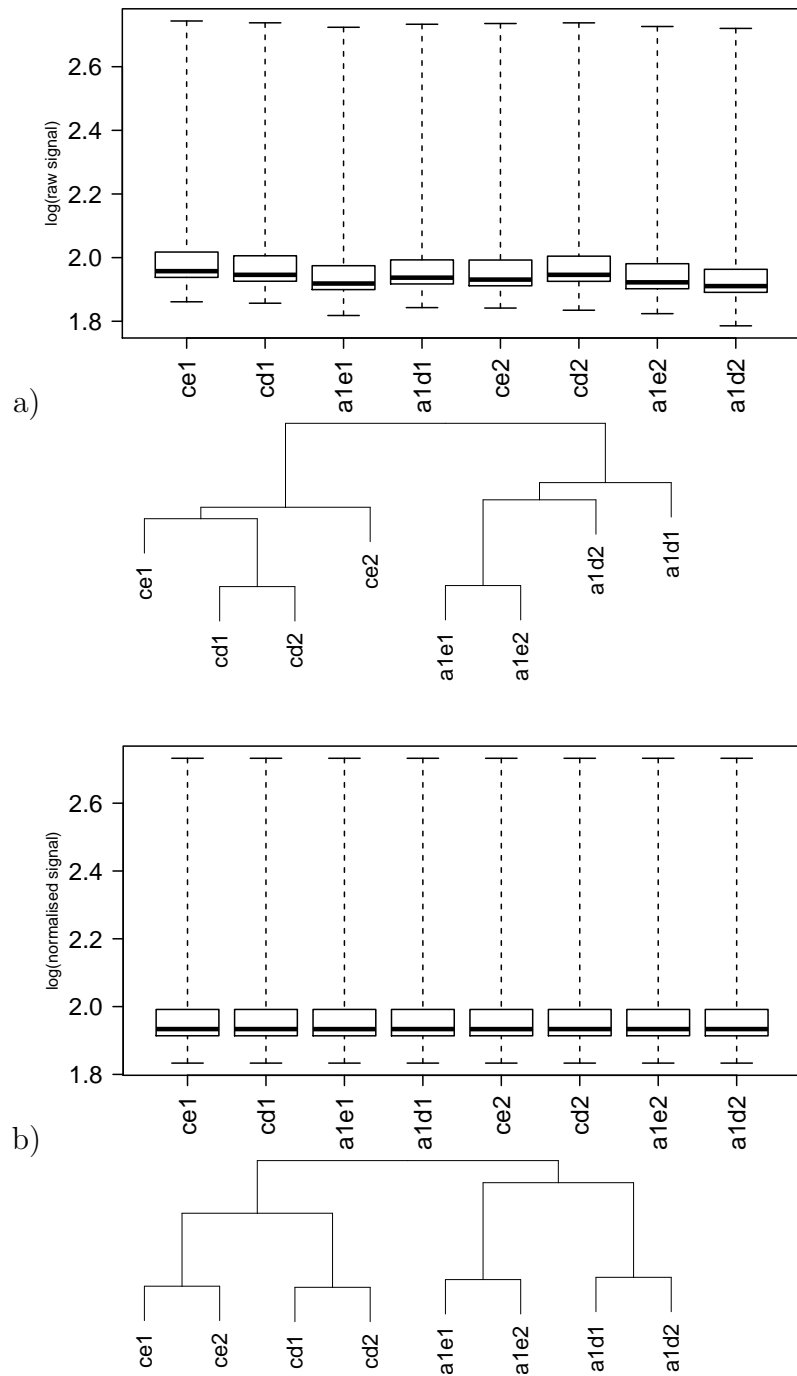 log(raw signal)
2.6
2.4
2.2
2.0
1.8
ce1 cd1 a1e1 a1d1 ce2 cd2 a1e2 a1d2
a)
ce1 ce2 a1d2 a1d1
cd1 cd2 a1e1 a1e2
log(normalised signal)
2.6
2.4
2.2
2.0
1.8
ce1 cd1 a1e1 a1d1 ce2 cd2 a1e2 a1d2
b)
ce1 ce2 cd1 cd2 a1e1 a1e2 a1d1 a1d2